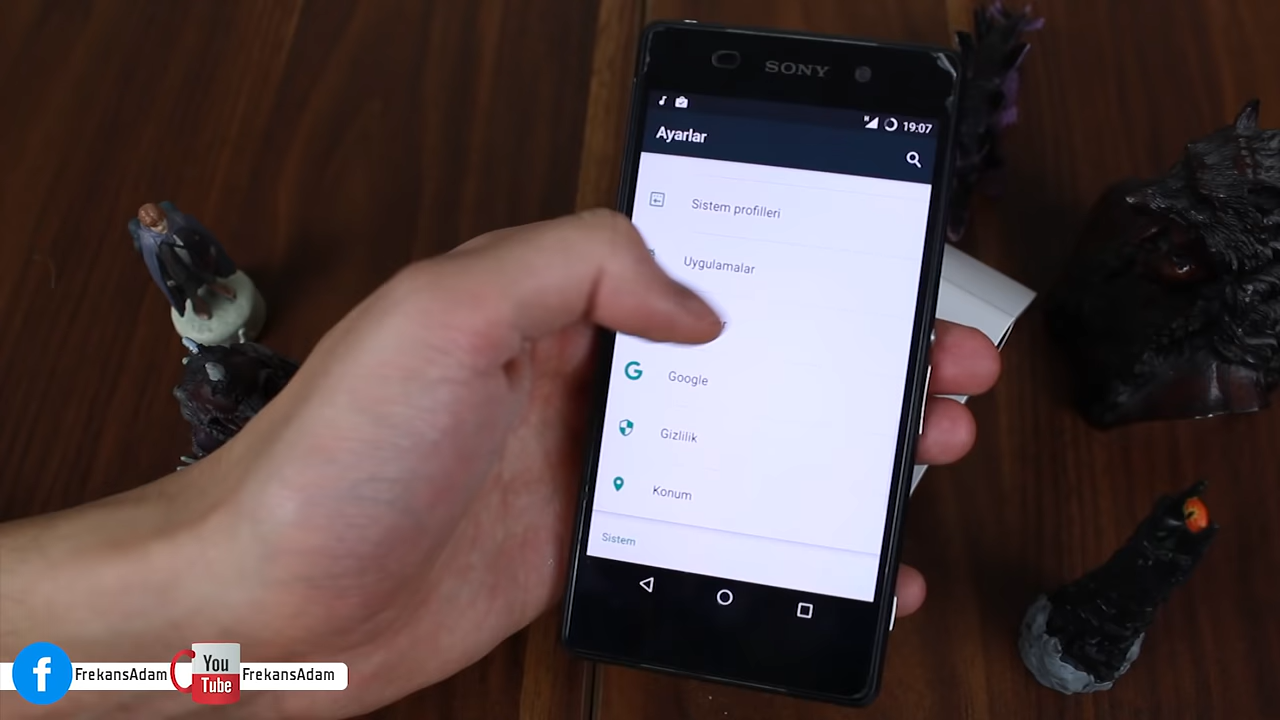 SONY
19:07
Ayarlar
Sistem profilleri
Uygulamalar
Google
Gizlilik
Konum
Sistem
FrekansAdam
You
Tube
FrekansAdam